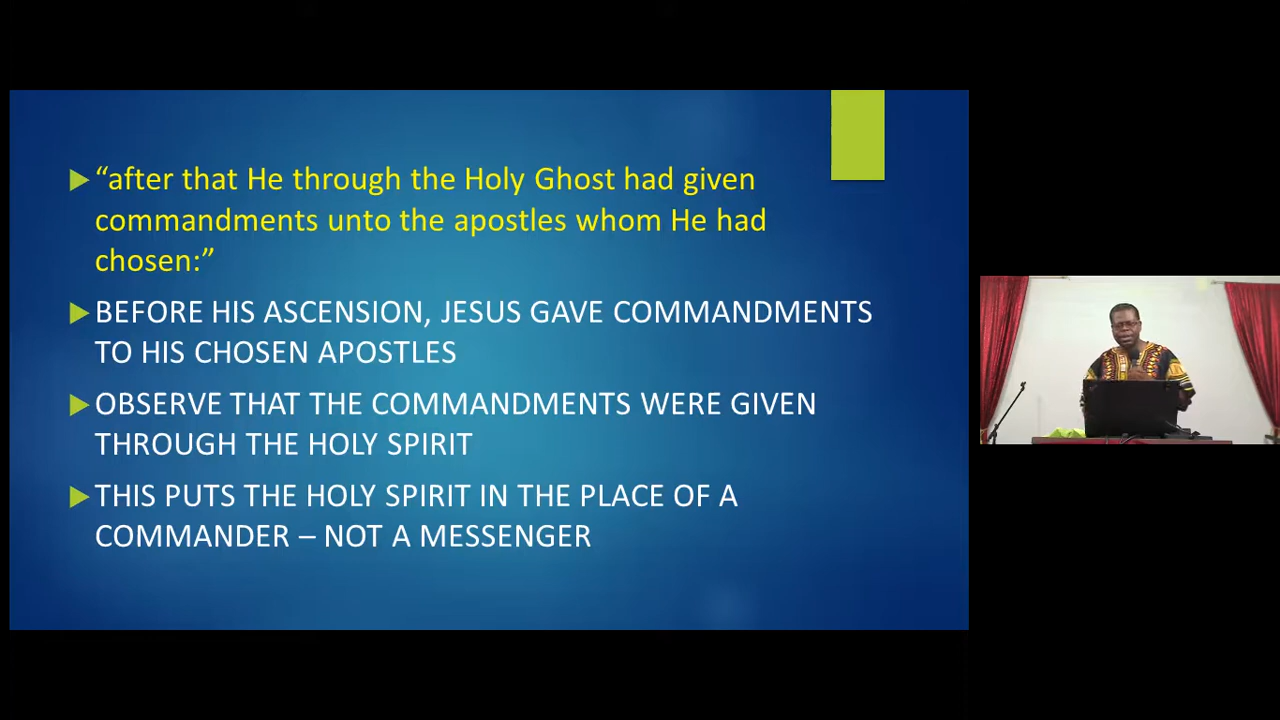 “after that He through the Holy Ghost had given
commandments unto the apostles whom He had
chosen:”
BEFORE HIS ASCENSION, JESUS GAVE COMMANDMENTS
TO HIS CHOSEN APOSTLES
OBSERVE THAT THE COMMANDMENTS WERE GIVEN
THROUGH THE HOLY SPIRIT
THIS PUTS THE HOLY SPIRIT IN THE PLACE OF A
COMMANDER – NOT A MESSENGER